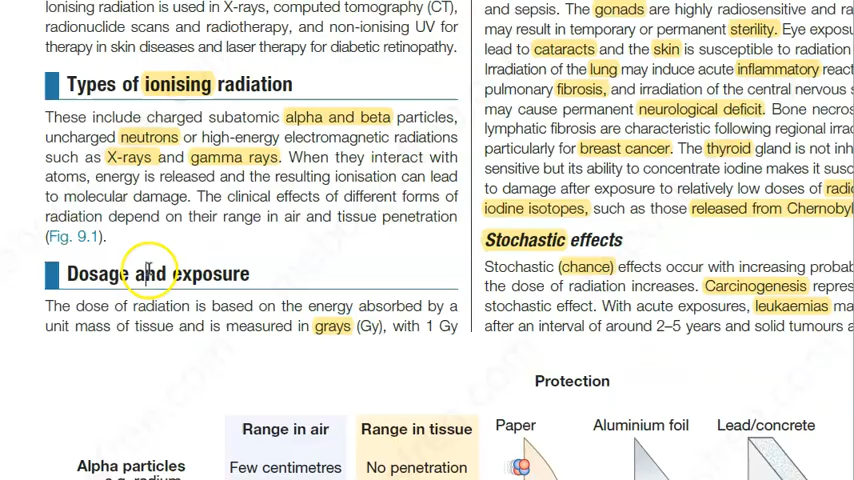 Ionising radiation is used in X-rays, computed tomography (CT),
radionuclide scans and radiotherapy, and non-ionising UV for
therapy in skin diseases and laser therapy for diabetic retinopathy.
Types of ionising radiation
These include charged subatomic alpha and beta particles,
uncharged neutrons or high-energy electromagnetic radiations
such as X-rays and gamma rays. When they interact with
atoms, energy is released and the resulting ionisation can lead
to molecular damage. The clinical effects of different forms of
radiation depend on their range in air and tissue penetration
(Fig. 9.1).
Dosage and exposure
The dose of radiation is based on the energy absorbed by a
unit mass of tissue and is measured in grays (Gy), with 1 Gy
and sepsis. The gonads are highly radiosensitive and ra
may result in temporary or permanent sterility. Eye exposu
lead to cataracts and the skin is susceptible to radiation
Irradiation of the lung may induce acute inflammatory react
pulmonary fibrosis, and irradiation of the central nervous s
may cause permanent neurological deficit. Bone necros
lymphatic fibrosis are characteristic following regional irrad
particularly for breast cancer. The thyroid gland is not inh
sensitive but its ability to concentrate iodine makes it susc
to damage after exposure to relatively low doses of radio
iodine isotopes, such as those released from Chernobyl
Stochastic effects
Stochastic (chance) effects occur with increasing probab
the dose of radiation increases. Carcinogenesis repres
stochastic effect. With acute exposures, leukaemias ma
after an interval of around 2–5 years and solid tumours a
Protection
Range in air Range in tissue Paper Aluminium foil Lead/concrete
Alpha particles Few centimetres No penetration
e.g. radium